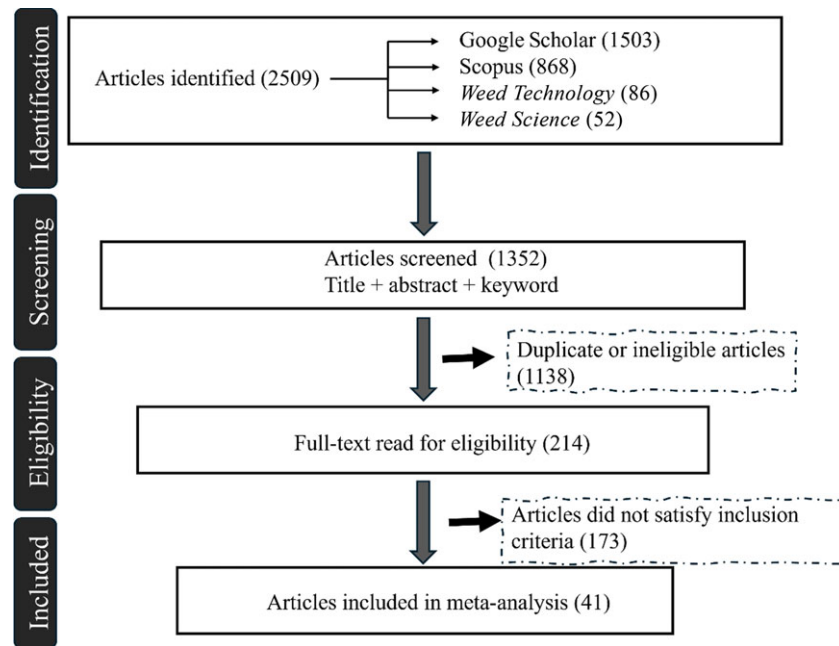 Identification
Articles identified (2509)
Google Scholar (1503)
Scopus (868)
Weed Technology (86)
Weed Science (52)
Screening
Articles screened (1352)
Title + abstract + keyword
Duplicate or ineligible articles
(1138)
Eligibility
Full-text read for eligibility (214)
Articles did not satisfy inclusion
criteria (173)
Included
Articles included in meta-analysis (41)